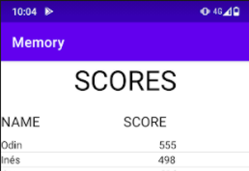 10:04 4G
Memory
SCORES
NAME SCORE
Odin 555
Inés 498